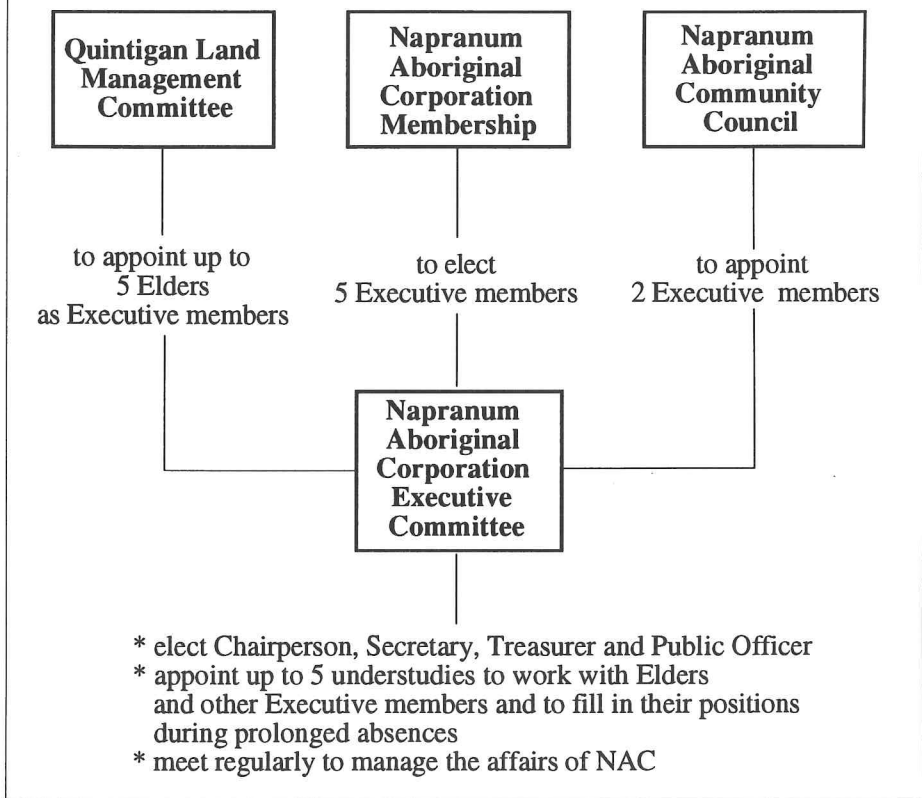 Quintigan Land
Management
Committee
Napranum
Aboriginal
Corporation
Membership
Napranum
Aboriginal
Community
Council
to appoint up to
5 Elders
as Executive members
to elect
5 Executive members
to appoint
2 Executive members
Napranum
Aboriginal
Corporation
Executive
Committee
* elect Chairperson, Secretary, Treasurer and Public Officer
* appoint up to 5 understudies to work with Elders
and other Executive members and to fill in their positions
during prolonged absences
* meet regularly to manage the affairs of NAC